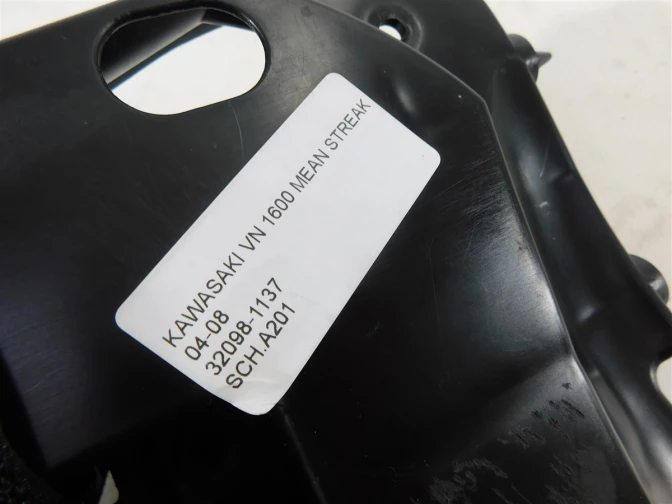 KAWASAKI VN 1600 MEAN STREAK
04-08
32098-1137
SCH.A201